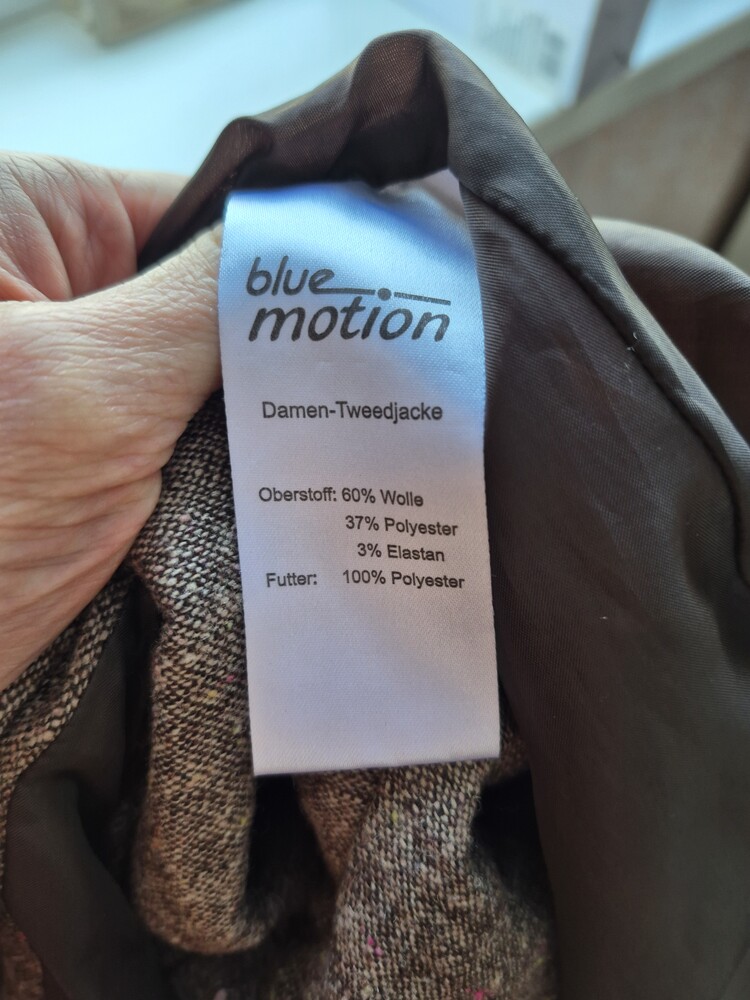 blue
motion
Damen-Tweedjacke
Oberstoff: 60% Wolle
37% Polyester
3% Elastan
Futter: 100% Polyester